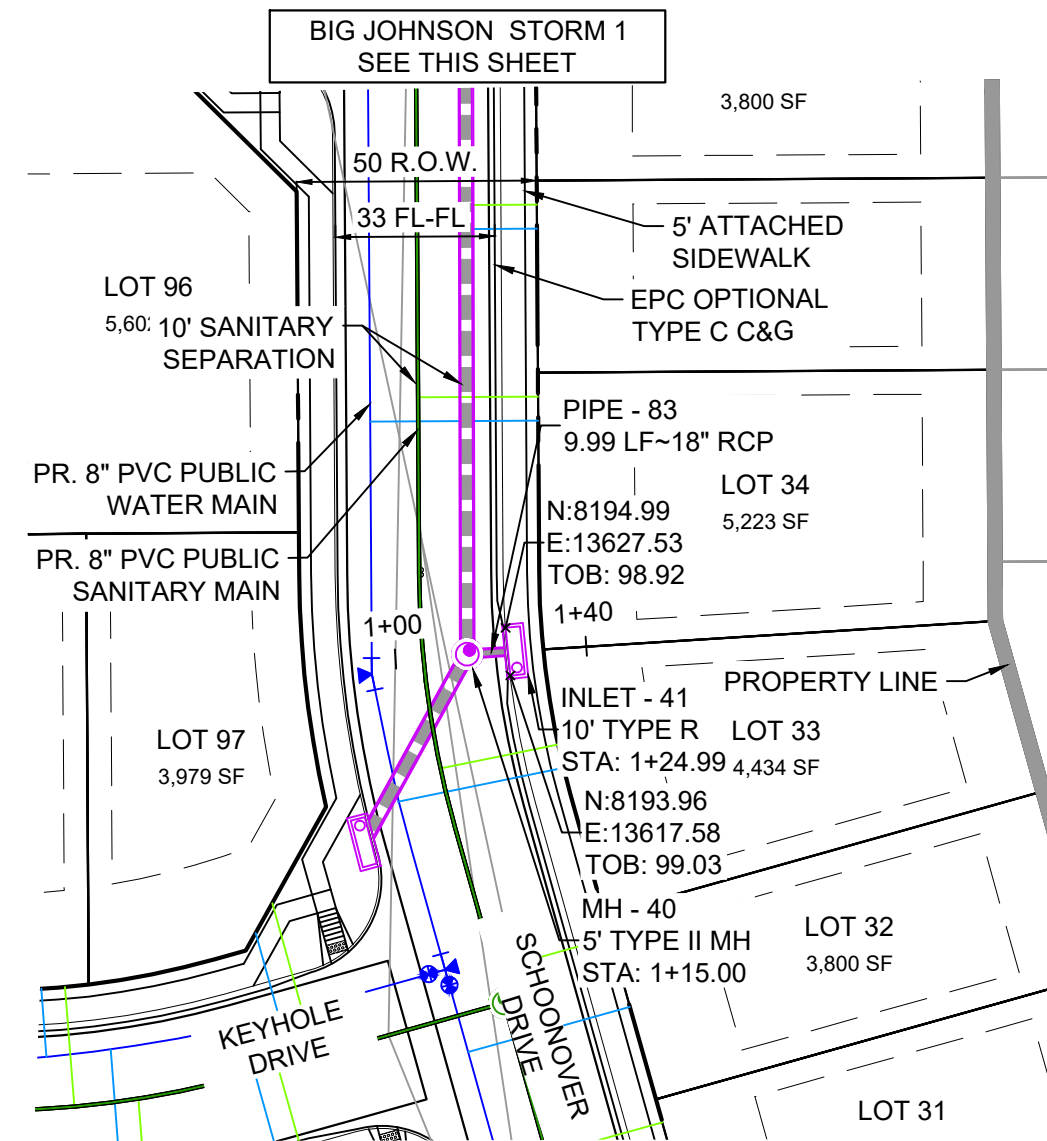 BIG JOHNSON STORM 1
SEE THIS SHEET
3,800 SF
50 R.O.W.
33 FL-FL
5' ATTACHED
SIDEWALK
EPC OPTIONAL
TYPE C C&G
LOT 96
5,60
10' SANITARY
SEPARATION
PIPE - 83
9.99 LF~18" RCP
PR. 8" PVC PUBLIC
WATER MAIN
LOT 34
5,223 SF
N:8194.99
E:13627.53
TOB: 98.92
PR. 8" PVC PUBLIC
SANITARY MAIN
1+00
1+40
PROPERTY LINE
INLET - 41
10' TYPE R
STA: 1+24.99
LOT 33
4,434 SF
LOT 97
3,979 SF
N:8193.96
E:13617.58
TOB: 99.03
MH - 40
5' TYPE II MH
STA: 1+15.00
LOT 32
3,800 SF
SCHOONOVER
DRIVE
KEYHOLE
DRIVE
LOT 31